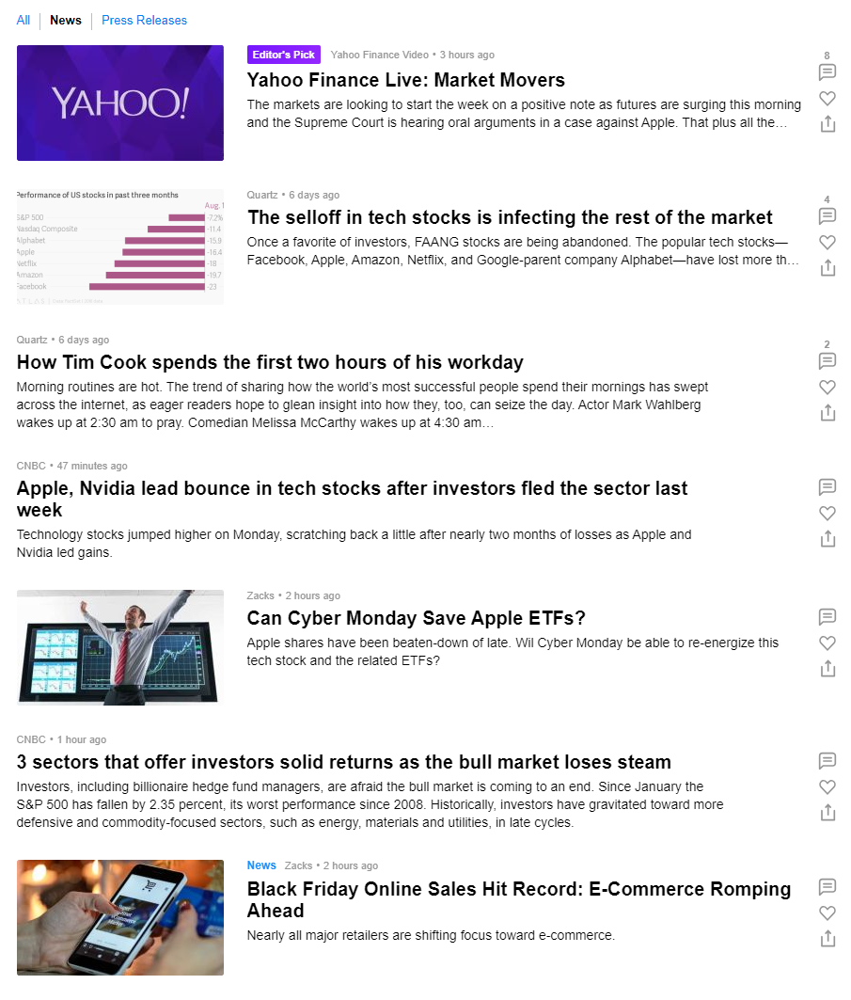 All
News
Press Releases
YAHOO!
Editor's Pick Yahoo Finance Video • 3 hours ago
8
Yahoo Finance Live: Market Movers
The markets are looking to start the week on a positive note as futures are surging this morning
and the Supreme Court is hearing oral arguments in a case against Apple. That plus all the…
Performance of US stocks in past three months
Aug. 1
S&P 500 -7.2%
Nasdaq Composite -11.4
Alphabet -15.9
Apple -16.4
Netflix -18
Amazon -19.7
Facebook -23
Quartz • 6 days ago
4
The selloff in tech stocks is infecting the rest of the market
Once a favorite of investors, FAANG stocks are being abandoned. The popular tech stocks—
Facebook, Apple, Amazon, Netflix, and Google-parent company Alphabet—have lost more th…
Quartz • 6 days ago
2
How Tim Cook spends the first two hours of his workday
Morning routines are hot. The trend of sharing how the world's most successful people spend their mornings has swept
across the internet, as eager readers hope to glean insight into how they, too, can seize the day. Actor Mark Wahlberg
wakes up at 2:30 am to pray. Comedian Melissa McCarthy wakes up at 4:30 am…
CNBC • 47 minutes ago
Apple, Nvidia lead bounce in tech stocks after investors fled the sector last
week
Technology stocks jumped higher on Monday, scratching back a little after nearly two months of losses as Apple and
Nvidia led gains.
Zacks • 2 hours ago
Can Cyber Monday Save Apple ETFs?
Apple shares have been beaten-down of late. Wil Cyber Monday be able to re-energize this
tech stock and the related ETFs?
CNBC • 1 hour ago
3 sectors that offer investors solid returns as the bull market loses steam
Investors, including billionaire hedge fund managers, are afraid the bull market is coming to an end. Since January the
S&P 500 has fallen by 2.35 percent, its worst performance since 2008. Historically, investors have gravitated toward more
defensive and commodity-focused sectors, such as energy, materials and utilities, in late cycles.
News Zacks • 2 hours ago
Black Friday Online Sales Hit Record: E-Commerce Romping
Ahead
Nearly all major retailers are shifting focus toward e-commerce.